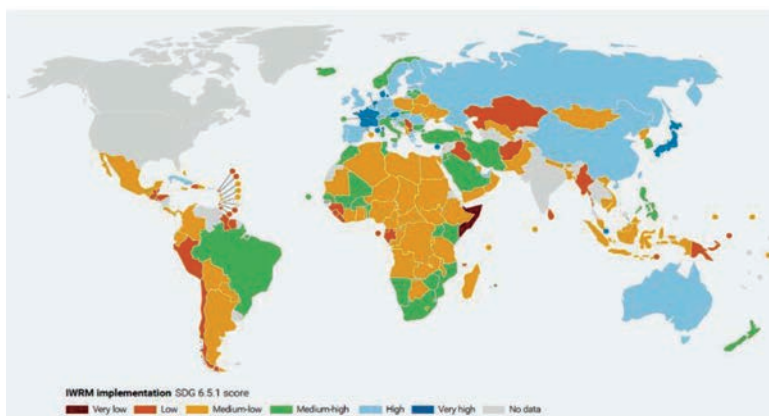 IWRM implementation SDG 6.5.1 score
Very low Low Medium-low Medium-high High Very high No data